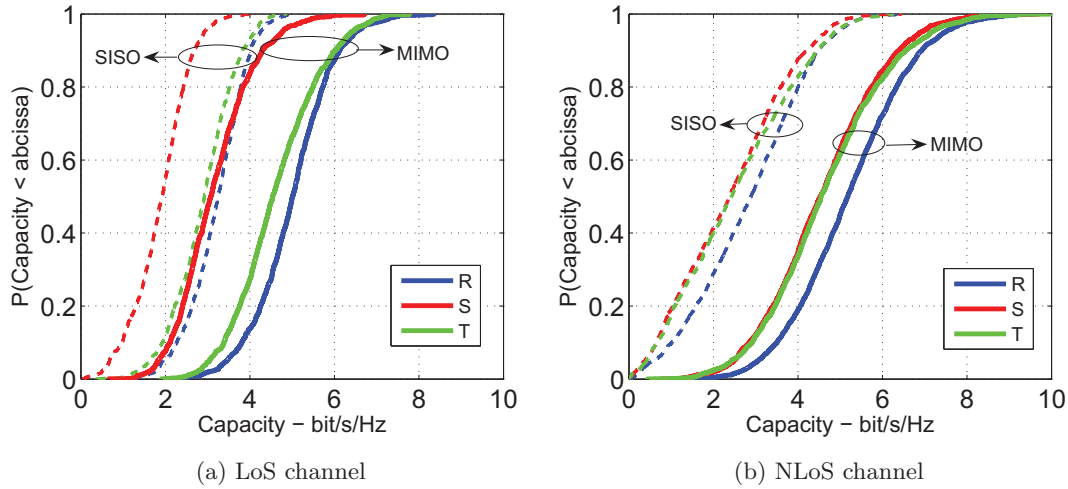 1
0.8
0.6
0.4
0.2
0
0 2 4 6 8 10
P(Capacity < abcissa)
Capacity − bit/s/Hz
SISO
MIMO
R
S
T
(a) LoS channel
1
0.8
0.6
0.4
0.2
0
0 2 4 6 8 10
P(Capacity < abcissa)
Capacity − bit/s/Hz
SISO
MIMO
R
S
T
(b) NLoS channel